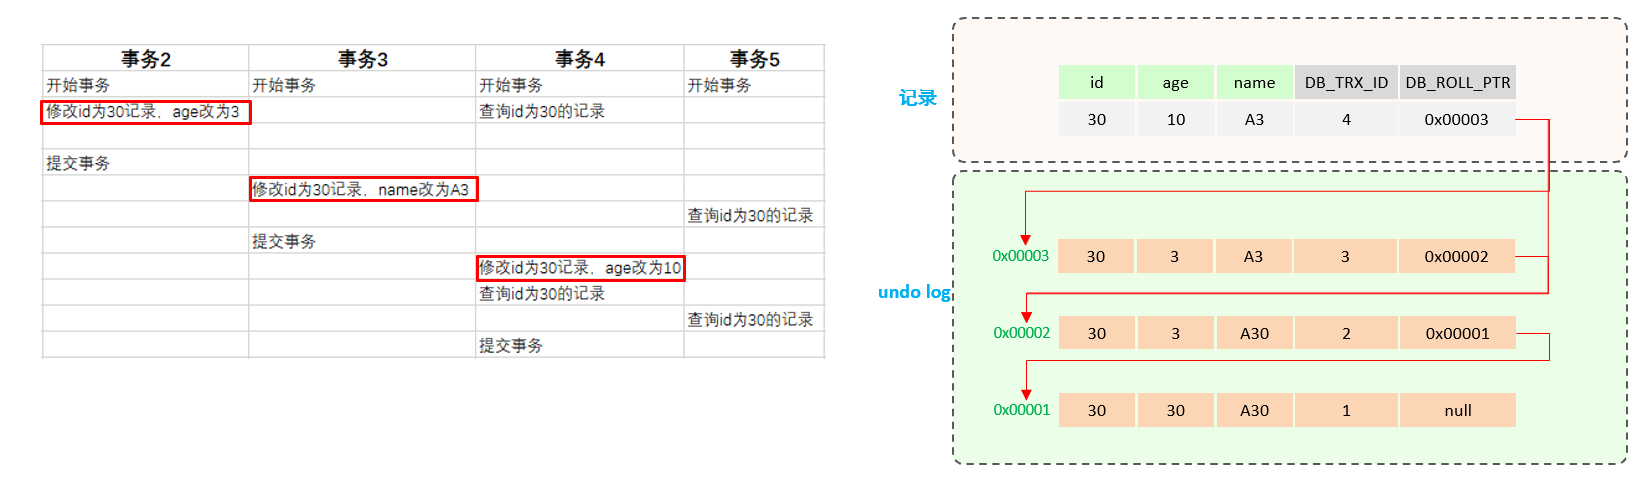 事务2 事务3 事务4 事务5
开始事务 开始事务 开始事务 开始事务
修改id为30记录，age改为3 查询id为30的记录
提交事务
修改id为30记录，name改为A3
查询id为30的记录
提交事务
修改id为30记录，age改为10
查询id为30的记录
查询id为30的记录
提交事务
记录
id age name DB_TRX_ID DB_ROLL_PTR
30 10 A3 4 0x00003
undo log
0x00003 30 3 A3 3 0x00002
0x00002 30 3 A30 2 0x00001
0x00001 30 30 A30 1 null